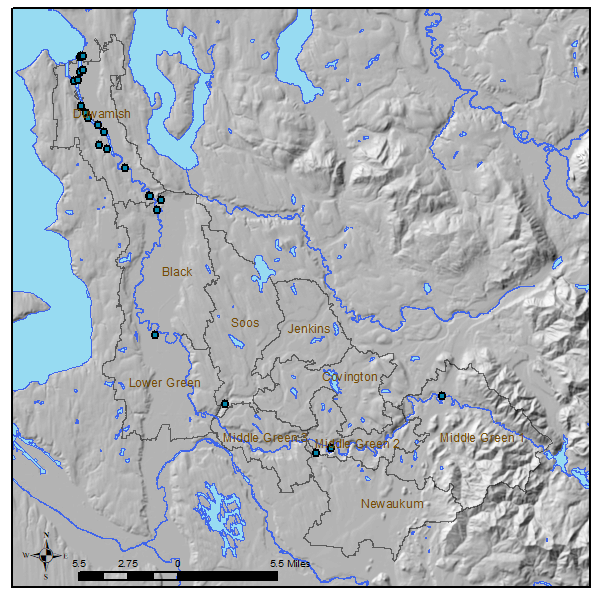 Duwamish
Black
Soos
Jenkins
Covington
Lower Green
Middle Green 3
Middle Green 2
Middle Green 1
Newaukum
N
W E
S
5.5 2.75 0 5.5 Miles